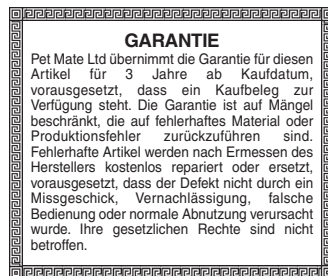 GARANTIE
Pet Mate Ltd übernimmt die Garantie für diesen
Artikel für 3 Jahre ab Kaufdatum,
vorausgesetzt, dass ein Kaufbeleg zur
Verfügung steht. Die Garantie ist auf Mängel
beschränkt, die auf fehlerhaftes Material oder
Produktionsfehler zurückzuführen sind.
Fehlerhafte Artikel werden nach Ermessen des
Herstellers kostenlos repariert oder ersetzt,
vorausgesetzt, dass der Defekt nicht durch ein
Missgeschick, Vernachlässigung, falsche
Bedienung oder normale Abnutzung verursacht
wurde. Ihre gesetzlichen Rechte sind nicht
betroffen.